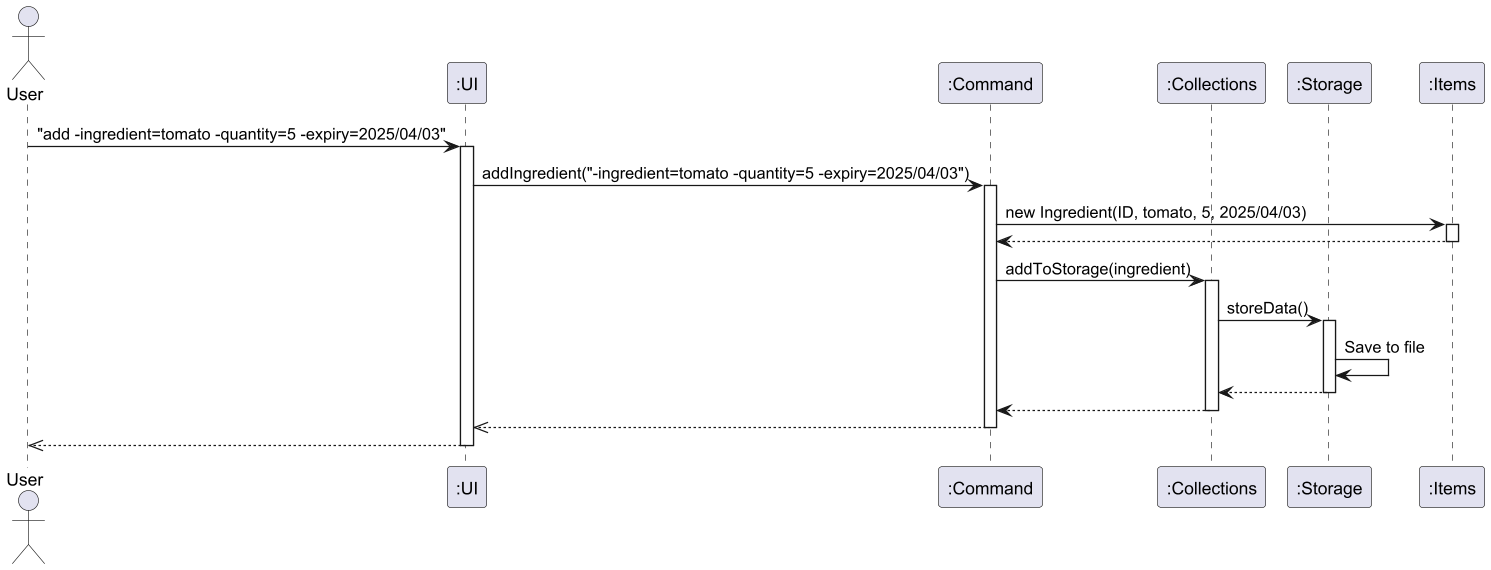 User
:UI
:Command
:Collections
:Storage
:Items
"add -ingredient=tomato -quantity=5 -expiry=2025/04/03"
addIngredient("-ingredient=tomato -quantity=5 -expiry=2025/04/03")
new Ingredient(ID, tomato, 5, 2025/04/03)
addToStorage(ingredient)
storeData()
Save to file
User
:UI
:Command
:Collections
:Storage
:Items